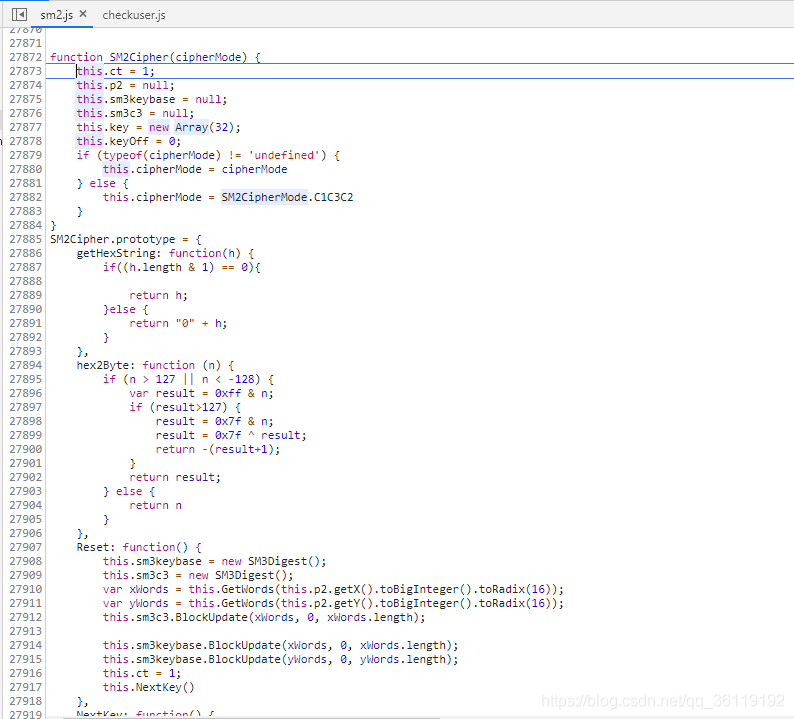 sm2.js × checkuser.js
27870
27871
27872 function SM2Cipher(cipherMode) {
27873     this.ct = 1;
27874     this.p2 = null;
27875     this.sm3keybase = null;
27876     this.sm3c3 = null;
27877     this.key = new Array(32);
27878     this.keyOff = 0;
27879     if (typeof(cipherMode) != 'undefined') {
27880         this.cipherMode = cipherMode
27881     } else {
27882         this.cipherMode = SM2CipherMode.C1C3C2
27883     }
27884 }
27885 SM2Cipher.prototype = {
27886     getHexString: function(h) {
27887         if((h.length & 1) == 0){
27888
27889             return h;
27890         }else {
27891             return "0" + h;
27892         }
27893     },
27894     hex2Byte: function (n) {
27895         if (n > 127 || n < -128) {
27896             var result = 0xff & n;
27897             if (result>127) {
27898                 result = 0x7f & n;
27899                 result = 0x7f ^ result;
27900                 return -(result+1);
27901             }
27902             return result;
27903         } else {
27904             return n
27905         }
27906     },
27907     Reset: function() {
27908         this.sm3keybase = new SM3Digest();
27909         this.sm3c3 = new SM3Digest();
27910         var xWords = this.GetWords(this.p2.getX().toBigInteger().toRadix(16));
27911         var yWords = this.GetWords(this.p2.getY().toBigInteger().toRadix(16));
27912         this.sm3c3.BlockUpdate(xWords, 0, xWords.length);
27913
27914         this.sm3keybase.BlockUpdate(xWords, 0, xWords.length);
27915         this.sm3keybase.BlockUpdate(yWords, 0, yWords.length);
27916         this.ct = 1;
27917         this.NextKey()
27918     },
27919     NextKey: function() {
https://blog.csdn.net/qq_36119192